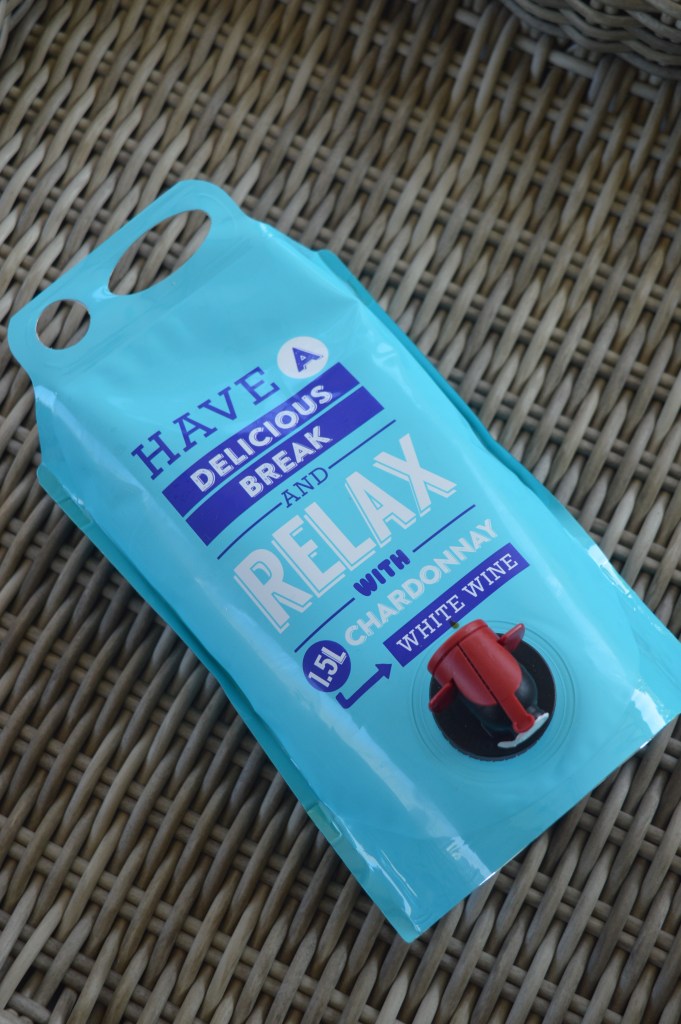 HAVE A
DELICIOUS
BREAK
AND
RELAX
WITH
CHARDONNAY
1.5L WHITE WINE